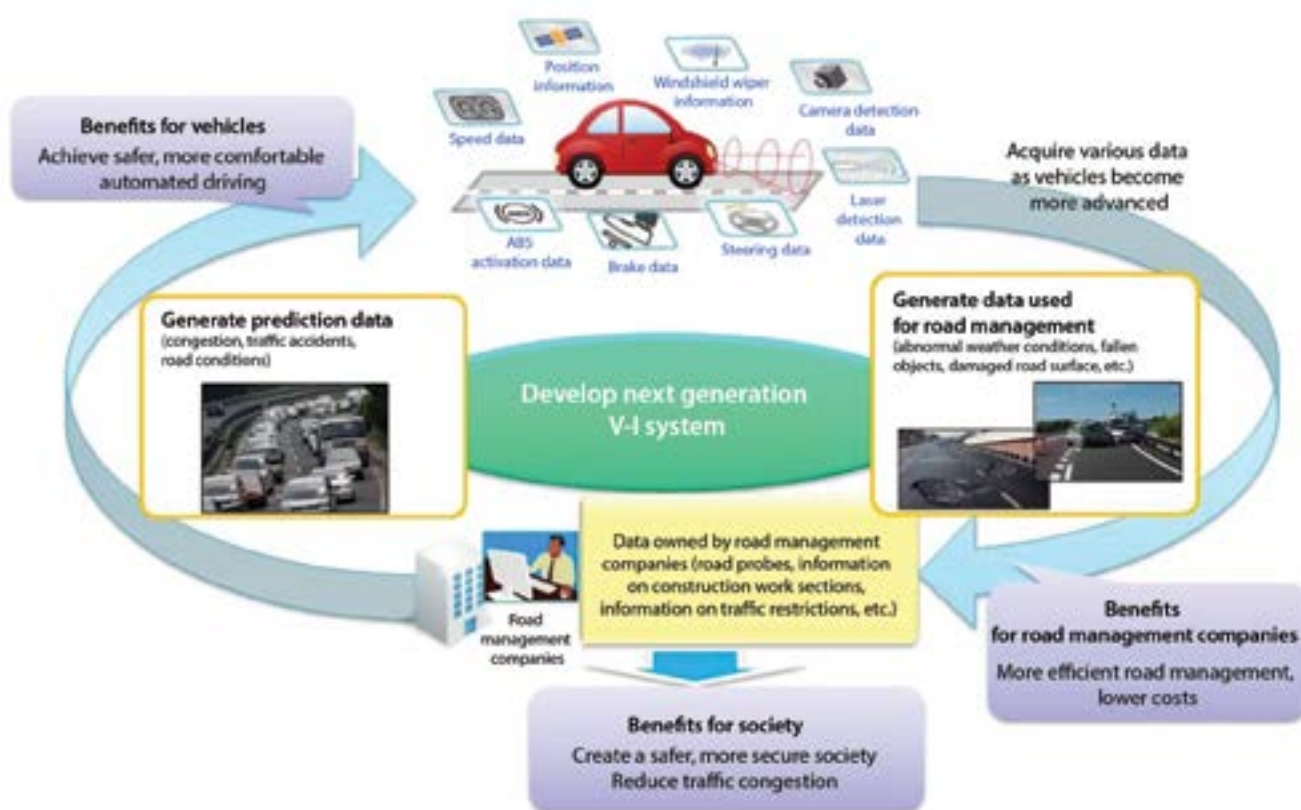 Position
information
Windshield wiper
information
Camera detection
data
Speed data
Laser
detection
data
ABS
activation data
Brake data
Steering data
Benefits for vehicles
Achieve safer, more comfortable
automated driving
Acquire various data
as vehicles become
more advanced
Generate prediction data
(congestion, traffic accidents,
road conditions)
Develop next generation
V-I system
Generate data used
for road management
(abnormal weather conditions, fallen
objects, damaged road surface, etc.)
Road
management
companies
Data owned by road management
companies (road probes, information
on construction work sections,
information on traffic restrictions, etc.)
Benefits
for road management companies
More efficient road management,
lower costs
Benefits for society
Create a safer, more secure society
Reduce traffic congestion